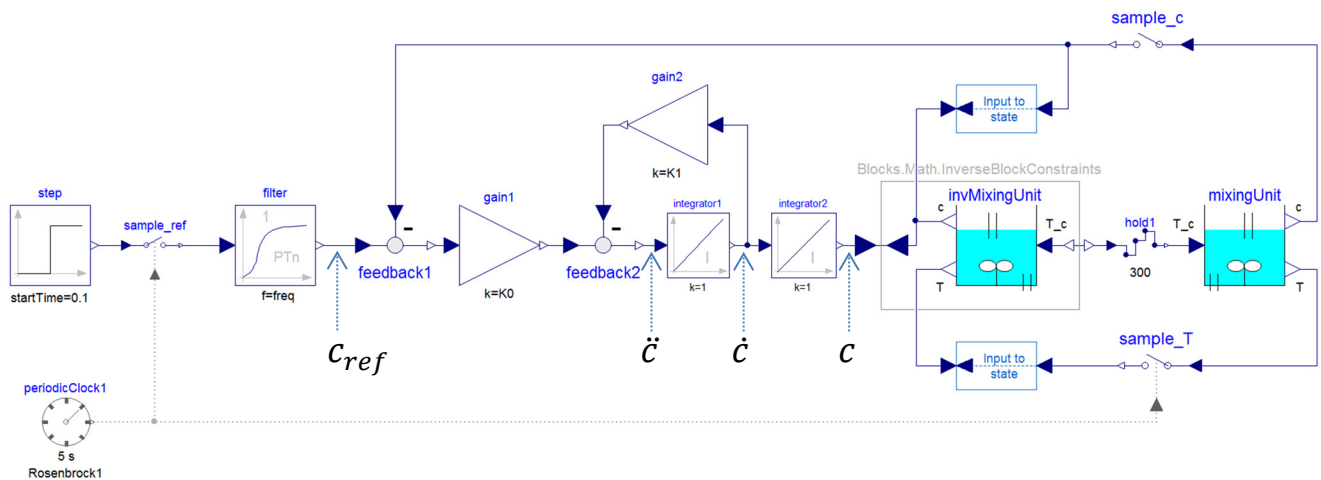 sample_c
gain2
Input to
state
k=K1
Blocks.Math.InverseBlockConstraints
step
filter
gain1
invMixingUnit
mixingUnit
sample_ref
integrator1
integrator2
c
c
1
PTn
-
-
I
I
T_c
hold1
T_c
feedback1
feedback2
300
startTime=0.1
f=freq
k=K0
k=1
k=1
T
T
c_ref
c̈
ċ
c
sample_T
Input to
state
periodicClock1
5 s
Rosenbrock1